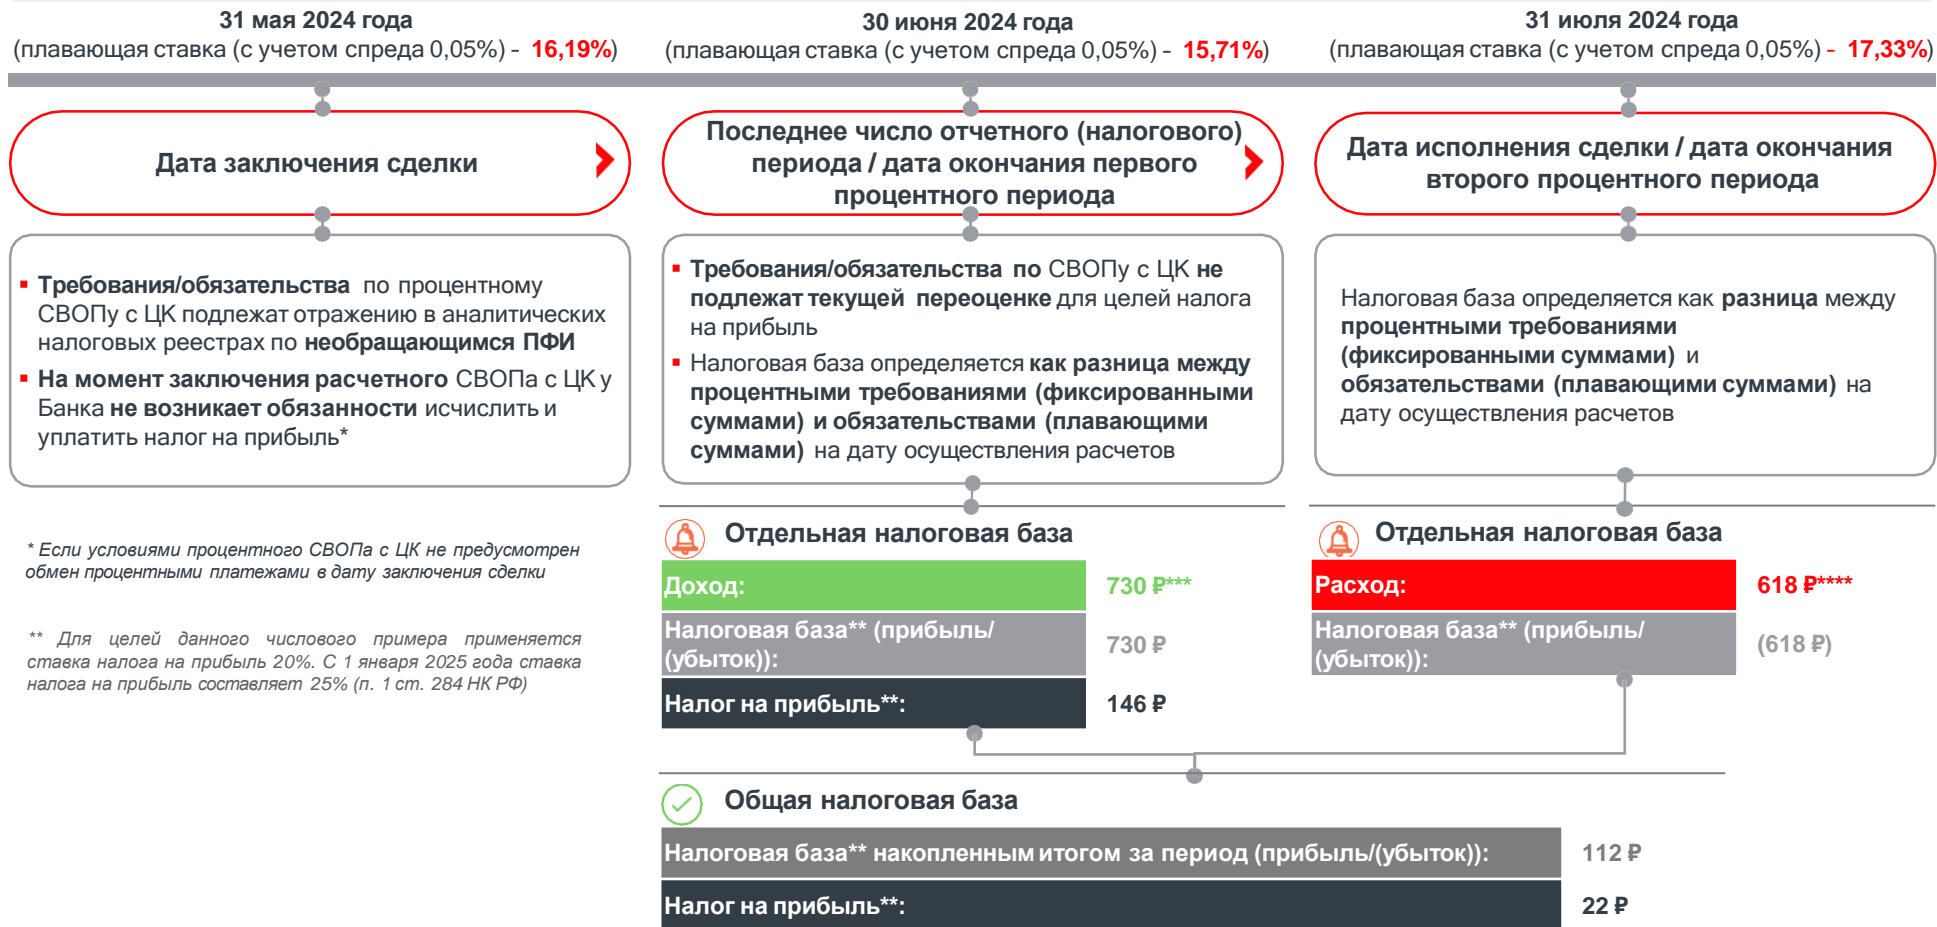 31 мая 2024 года
(плавающая ставка (с учетом спреда 0,05%) - 16,19%)
30 июня 2024 года
(плавающая ставка (с учетом спреда 0,05%) - 15,71%)
31 июля 2024 года
(плавающая ставка (с учетом спреда 0,05%) - 17,33%)
Дата заключения сделки
Последнее число отчетного (налогового)
периода / дата окончания первого
процентного периода
Дата исполнения сделки / дата окончания
второго процентного периода
▪ Требования/обязательства по процентному
СВОПу с ЦК подлежат отражению в аналитических
налоговых реестрах по необращающимся ПФИ
▪ На момент заключения расчетного СВОПа с ЦК у
Банка не возникает обязанности исчислить и
уплатить налог на прибыль*
▪ Требования/обязательства по СВОПу с ЦК не
подлежат текущей переоценке для целей налога
на прибыль
▪ Налоговая база определяется как разница между
процентными требованиями (фиксированными
суммами) и обязательствами (плавающими
суммами) на дату осуществления расчетов
Налоговая база определяется как разница между
процентными требованиями
(фиксированными суммами) и
обязательствами (плавающими суммами) на
дату осуществления расчетов
* Если условиями процентного СВОПа с ЦК не предусмотрен
обмен процентными платежами в дату заключения сделки
** Для целей данного числового примера применяется
ставка налога на прибыль 20%. С 1 января 2025 года ставка
налога на прибыль составляет 25% (п. 1 ст. 284 НК РФ)
Отдельная налоговая база
Доход: 730 ₽***
Налоговая база** (прибыль/
(убыток)): 730 ₽
Налог на прибыль**: 146 ₽
Отдельная налоговая база
Расход: 618 ₽****
Налоговая база** (прибыль/
(убыток)): (618 ₽)
Общая налоговая база
Налоговая база** накопленным итогом за период (прибыль/(убыток)): 112 ₽
Налог на прибыль**: 22 ₽